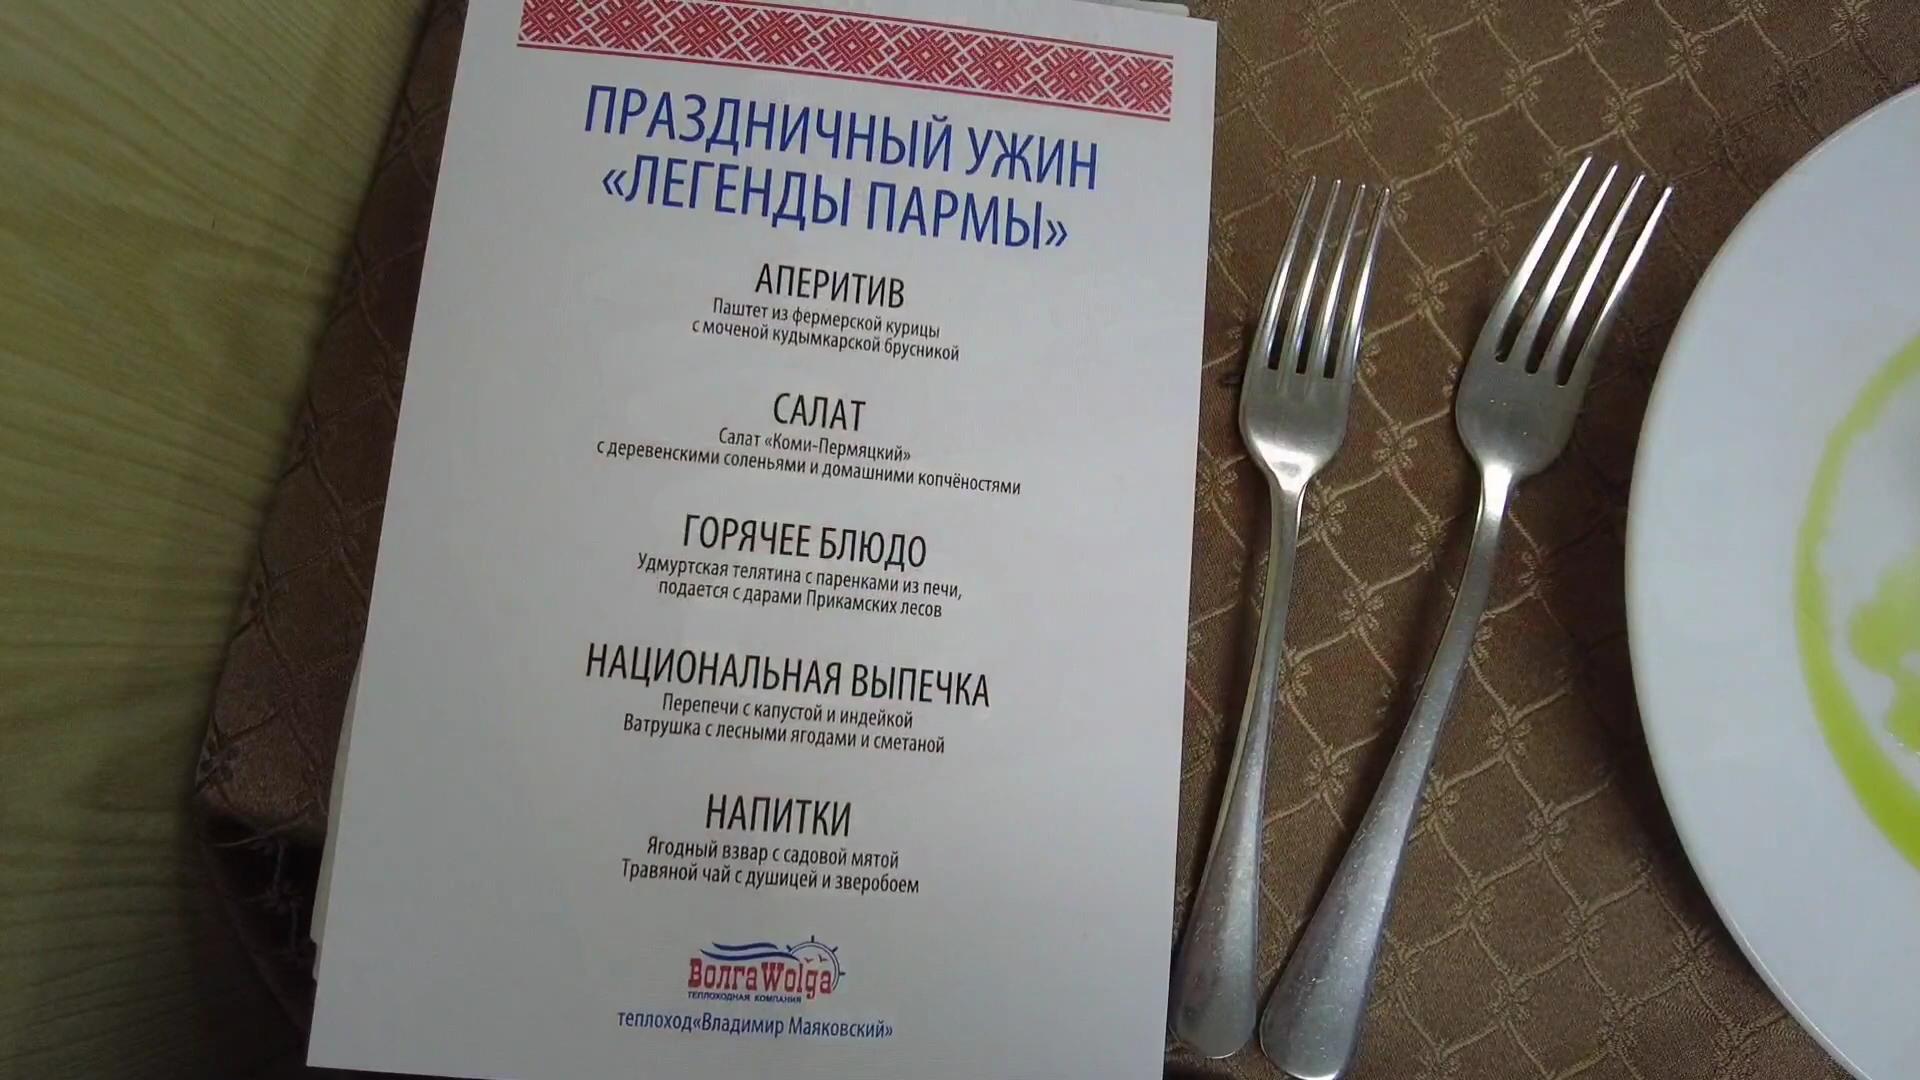 ПРАЗДНИЧНЫЙ УЖИН
«ЛЕГЕНДЫ ПАРМЫ»
АПЕРИТИВ
Паштет из фермерской курицы
с моченой кудымкарской брусникой
САЛАТ
Салат «Коми-Пермяцкий»
с деревенскими соленьями и домашними копчёностями
ГОРЯЧЕЕ БЛЮДО
Удмуртская телятина с паренками из печи,
подается с дарами Прикамских лесов
НАЦИОНАЛЬНАЯ ВЫПЕЧКА
Перепечи с капустой и индейкой
Ватрушка с лесными ягодами и сметаной
НАПИТКИ
Ягодный взвар с садовой мятой
Травяной чай с душицей и зверобоем
ВолгаWolga
ТЕПЛОХОДНАЯ КОМПАНИЯ
теплоход«Владимир Маяковский»